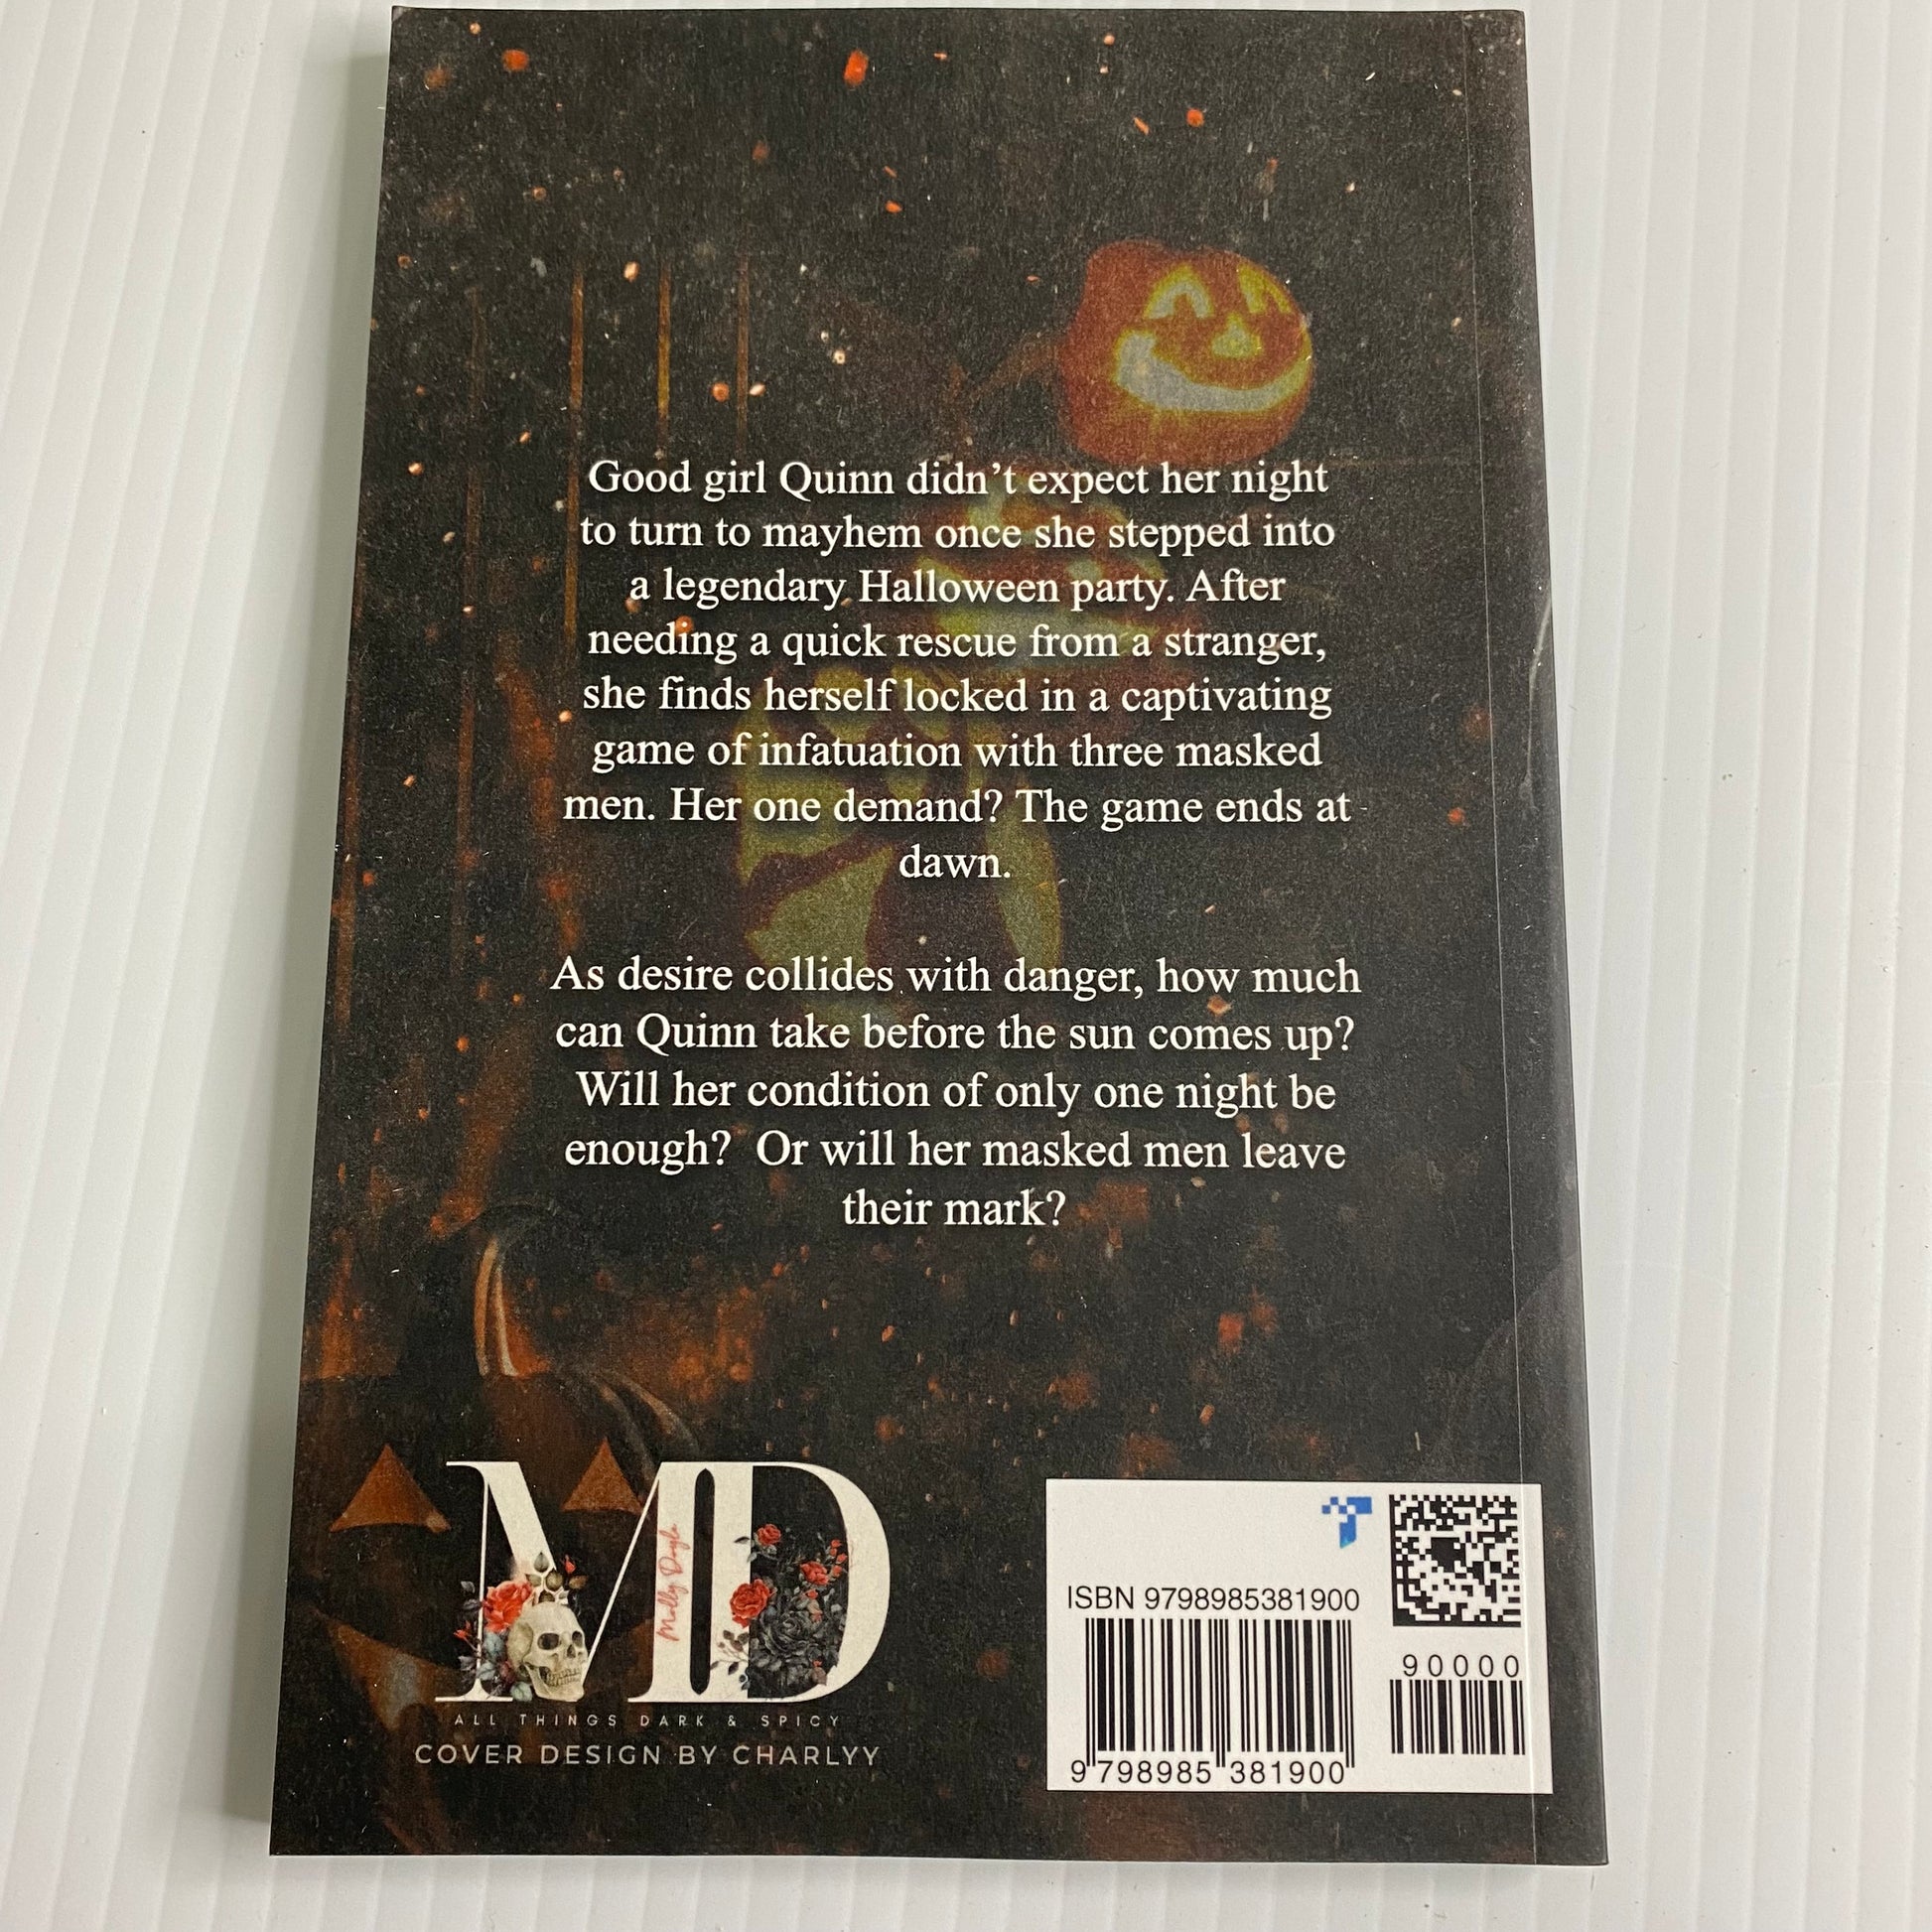 Good girl Quinn didn’t expect her night
to turn to mayhem once she stepped into
a legendary Halloween party. After
needing a quick rescue from a stranger,
she finds herself locked in a captivating
game of infatuation with three masked
men. Her one demand? The game ends at
dawn.
As desire collides with danger, how much
can Quinn take before the sun comes up?
Will her condition of only one night be
enough?  Or will her masked men leave
their mark?
MD
Molly Doyle
ALL THINGS DARK & SPICY
COVER DESIGN BY CHARLYY
ISBN 9798985381900
90000
9 798985 381900